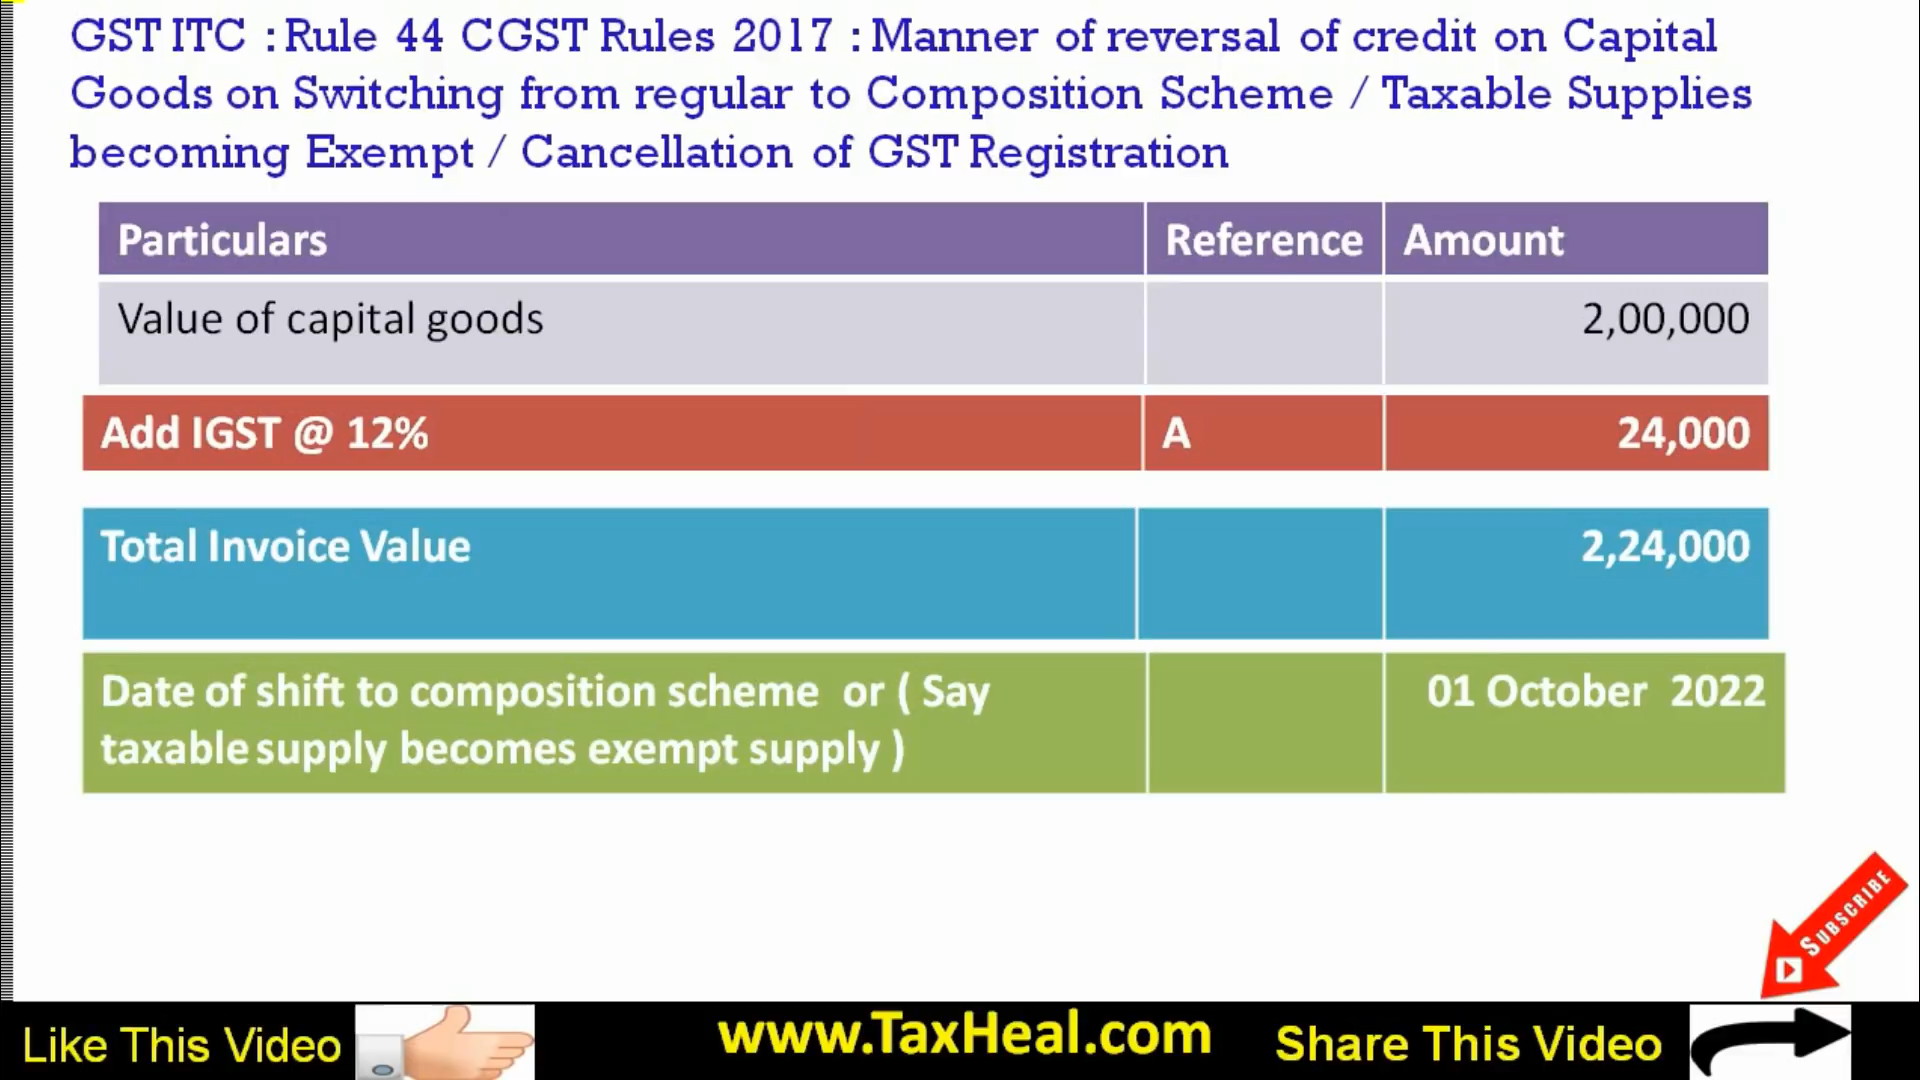 GST ITC : Rule 44 CGST Rules 2017 : Manner of reversal of credit on Capital
Goods on Switching from regular to Composition Scheme / Taxable Supplies
becoming Exempt / Cancellation of GST Registration
Particulars Reference Amount
Value of capital goods 2,00,000
Add IGST @ 12% A 24,000
Total Invoice Value 2,24,000
Date of shift to composition scheme or ( Say 01 October 2022
taxable supply becomes exempt supply )
SUBSCRIBE
Like This Video www.TaxHeal.com Share This Video